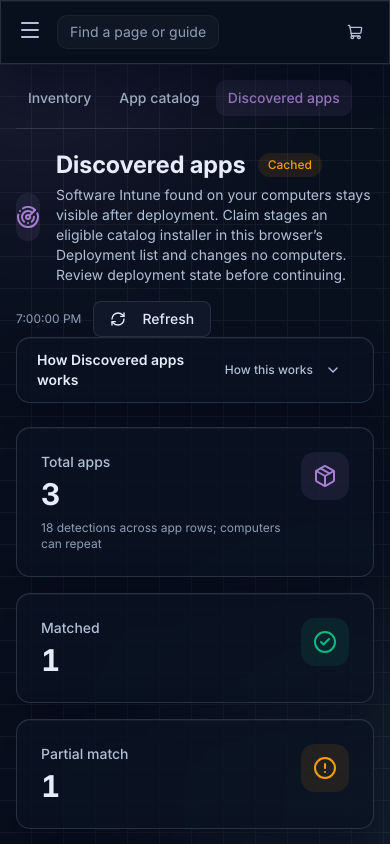 Find a page or guide
Inventory
App catalog
Discovered apps
Discovered apps
Cached
Software Intune found on your computers stays
visible after deployment. Claim stages an
eligible catalog installer in this browser’s
Deployment list and changes no computers.
Review deployment state before continuing.
7:00:00 PM
Refresh
How Discovered apps
works
How this works
Total apps
3
18 detections across app rows; computers
can repeat
Matched
1
Partial match
1